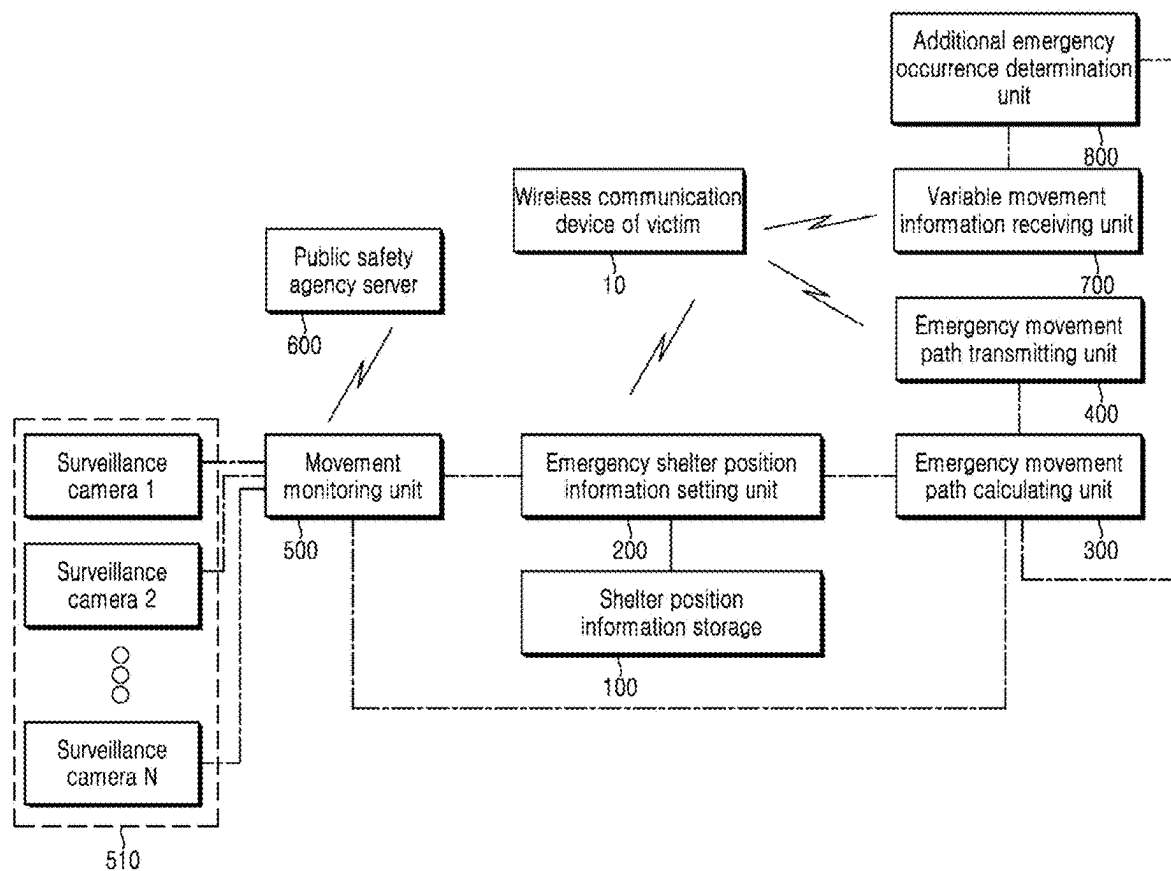 Additional emergency
occurrence determination
unit
800
Wireless communication
device of victim
10
Variable movement
information receiving unit
700
Public safety
agency server
600
Emergency movement
path transmitting unit
400
Surveillance
camera 1
Movement
monitoring unit
500
Emergency shelter position
information setting unit
200
Emergency movement
path calculating unit
300
Surveillance
camera 2
Shelter position
information storage
100
Surveillance
camera N
510